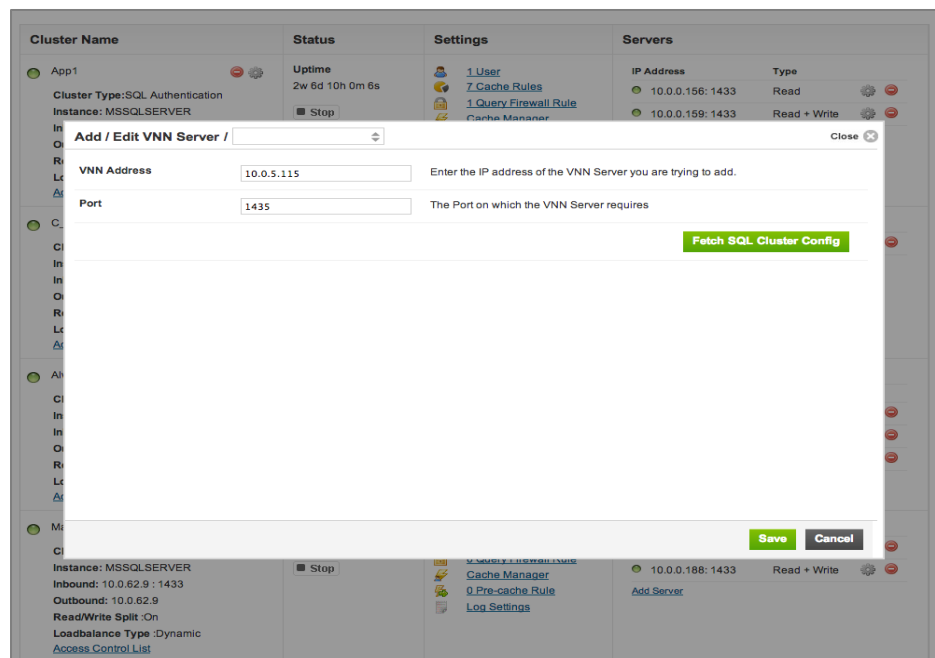 Cluster Name Status Settings Servers
App1 Uptime 1 User IP Address Type
2w 6d 10h 0m 6s 7 Cache Rules 10.0.0.156: 1433 Read
Cluster Type:SQL Authentication
Instance: MSSQLSERVER Stop 1 Query Firewall Rule 10.0.0.159: 1433 Read + Write
Cache Manager
Add / Edit VNN Server / Close
VNN Address 10.0.5.115 Enter the IP address of the VNN Server you are trying to add.
Port 1435 The Port on which the VNN Server requires
Fetch SQL Cluster Config
Save Cancel
0 Query Firewall Rule
Instance: MSSQLSERVER Stop Cache Manager 10.0.0.188: 1433 Read + Write
Inbound: 10.0.62.9 : 1433 0 Pre-cache Rule Add Server
Outbound: 10.0.62.9 Log Settings
Read/Write Split :On
Loadbalance Type :Dynamic
Access Control List